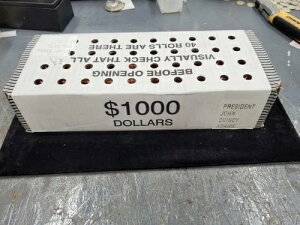 BEFORE OPENING
VISUALLY CHECK THAT ALL
40 ROLLS ARE THERE
$1000
DOLLARS
PRESIDENT
JOHN
QUINCY
ADAMS